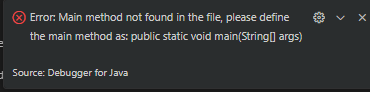 Error: Main method not found in the file, please define
the main method as: public static void main(String[] args)
Source: Debugger for Java